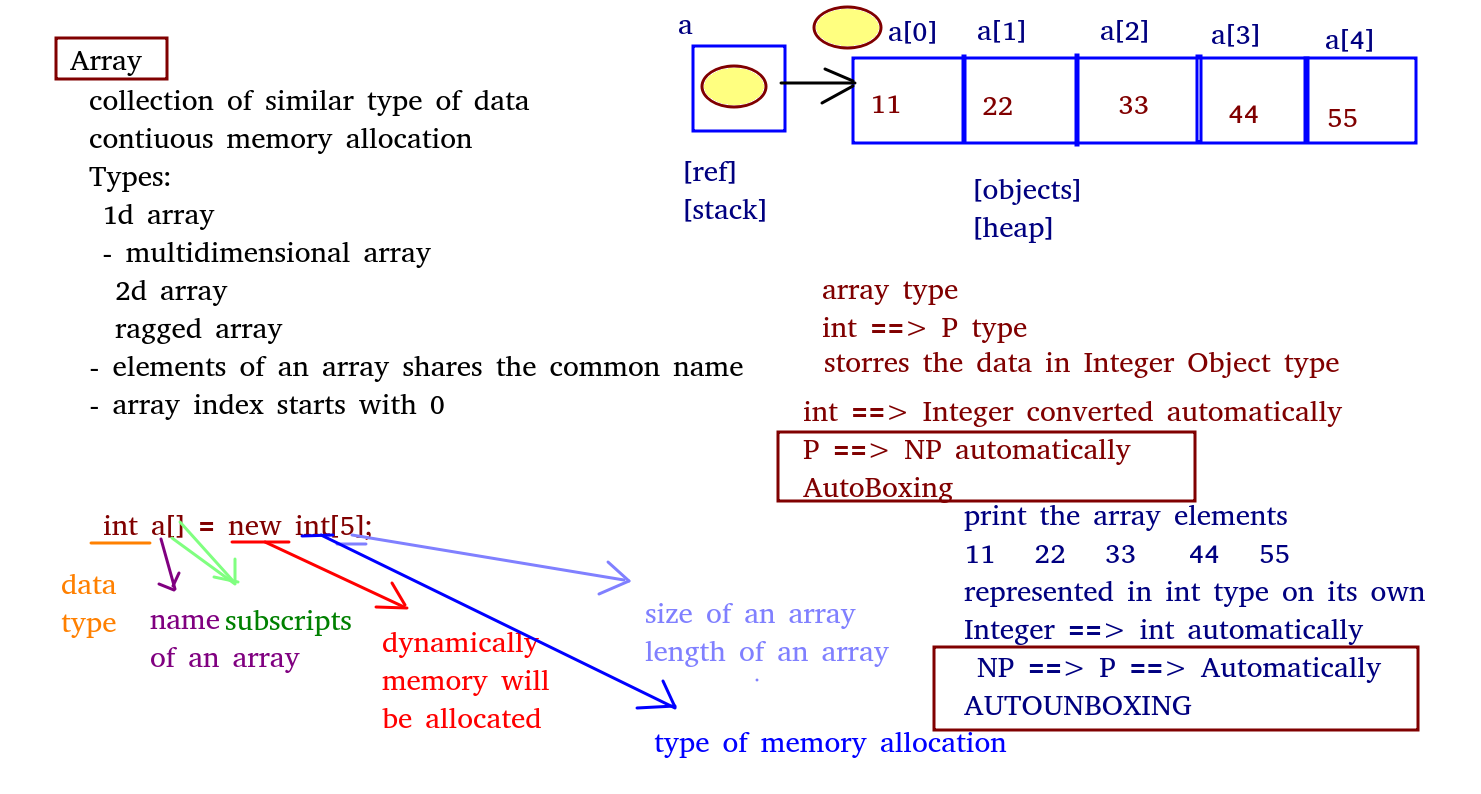 Array
collection of similar type of data
contiuous memory allocation
Types:
1d array
- multidimensional array
2d array
ragged array
- elements of an array shares the common name
- array index starts with 0
a
a[0] a[1] a[2] a[3] a[4]
11 22 33 44 55
[ref]
[stack]
[objects]
[heap]
array type
int ==> P type
storres the data in Integer Object type
int ==> Integer converted automatically
P ==> NP automatically
AutoBoxing
print the array elements
11 22 33 44 55
represented in int type on its own
Integer ==> int automatically
NP ==> P ==> Automatically
AUTOUNBOXING
int a[] = new int[5];
data
type
name
of an array
subscripts
dynamically
memory will
be allocated
size of an array
length of an array
type of memory allocation